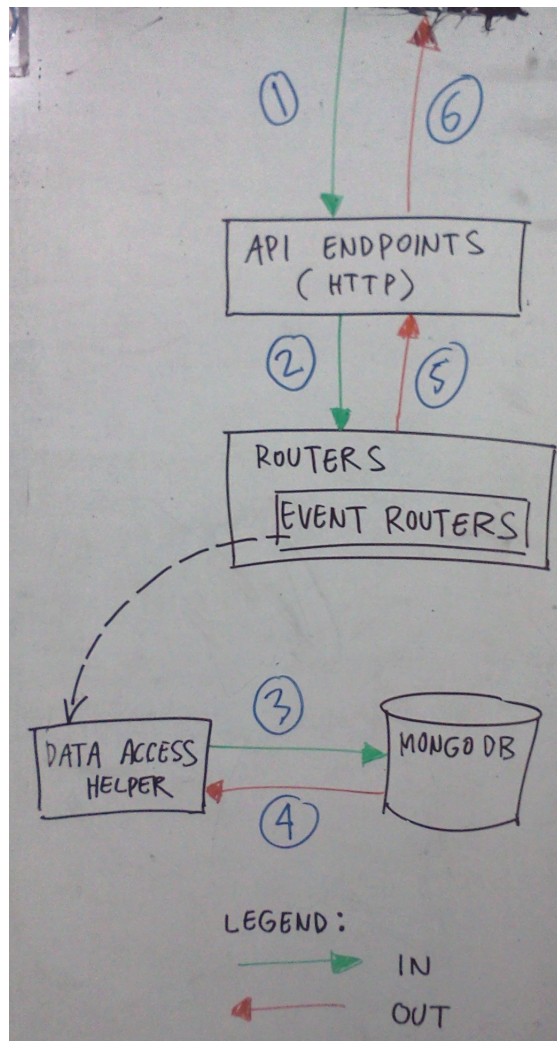 1
6
API ENDPOINTS
(HTTP)
2
5
ROUTERS
EVENT ROUTERS
3
DATA ACCESS
HELPER
MONGO DB
4
LEGEND:
IN
OUT